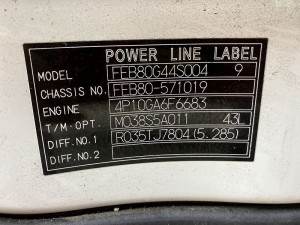 POWER LINE LABEL
MODEL FEB80G44S004 9
CHASSIS NO. FEB80-571019
ENGINE 4P10GA6F6683
T/M·OPT. M038S5A011 43L
DIFF.NO.1 R035TJ7804(5.285)
DIFF.NO.2